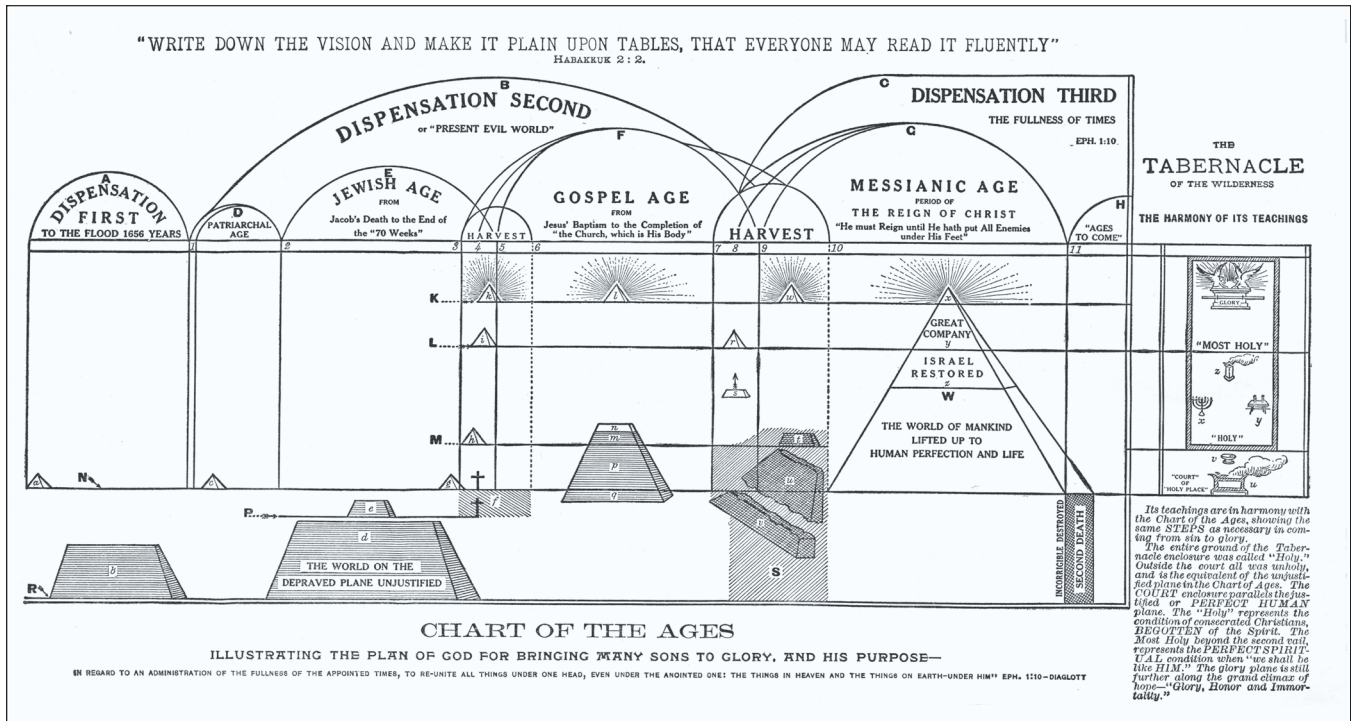 "WRITE DOWN THE VISION AND MAKE IT PLAIN UPON TABLES, THAT EVERYONE MAY READ IT FLUENTLY"
HABAKKUK 2:2.
A
DISPENSATION
FIRST
TO THE FLOOD 1656 YEARS
B
DISPENSATION SECOND
or "PRESENT EVIL WORLD"
D
PATRIARCHAL
AGE
E
JEWISH AGE
FROM
Jacob's Death to the End of
the "70 Weeks"
HARVEST
F
GOSPEL AGE
FROM
Jesus' Baptism to the Completion of
"the Church, which is His Body"
HARVEST
C
DISPENSATION THIRD
THE FULLNESS OF TIMES
EPH. 1:10
G
MESSIANIC AGE
PERIOD OF
THE REIGN OF CHRIST
"He must Reign until He hath put All Enemies
under His Feet"
H
"AGES
TO COME"
1 2 3 4 5 6 7 8 9 10 11
K
k
l
w
x
L
i
r
GREAT
COMPANY
y
ISRAEL
RESTORED
z
s
W
M
h
n
m
t
THE WORLD OF MANKIND
LIFTED UP TO
HUMAN PERFECTION AND LIFE
p
u
a
N
c
g
q
P
e
f
v
d
THE WORLD ON THE
DEPRAVED PLANE UNJUSTIFIED
b
R
S
INCORRIGIBLE DESTROYED
SECOND DEATH
THE
TABERNACLE
OF THE WILDERNESS
THE HARMONY OF ITS TEACHINGS
GLORY
"MOST HOLY"
z
x
y
"HOLY"
v
"COURT"
OF
"HOLY PLACE"
u
Its teachings are in harmony with
the Chart of the Ages, showing the
same STEPS as necessary in com-
ing from sin to glory.
The entire ground of the Taber-
nacle enclosure was called "Holy."
Outside the court all was unholy,
and is the equivalent of the unjusti-
fied plane in the Chart of Ages. The
COURT enclosure parallels the jus-
tified or PERFECT HUMAN
plane. The "Holy" represents the
condition of consecrated Christians,
BEGOTTEN of the Spirit. The
Most Holy beyond the second vail,
represents the PERFECT SPIRIT-
UAL condition when "we shall be
like HIM." The glory plane is still
further along the grand climax of
hope—"Glory, Honor and Immor-
tality."
CHART OF THE AGES
ILLUSTRATING THE PLAN OF GOD FOR BRINGING MANY SONS TO GLORY, AND HIS PURPOSE—
IN REGARD TO AN ADMINISTRATION OF THE FULLNESS OF THE APPOINTED TIMES, TO RE-UNITE ALL THINGS UNDER ONE HEAD, EVEN UNDER THE ANOINTED ONE: THE THINGS IN HEAVEN AND THE THINGS ON EARTH-UNDER HIM" EPH. 1:10-DIAGLOTT